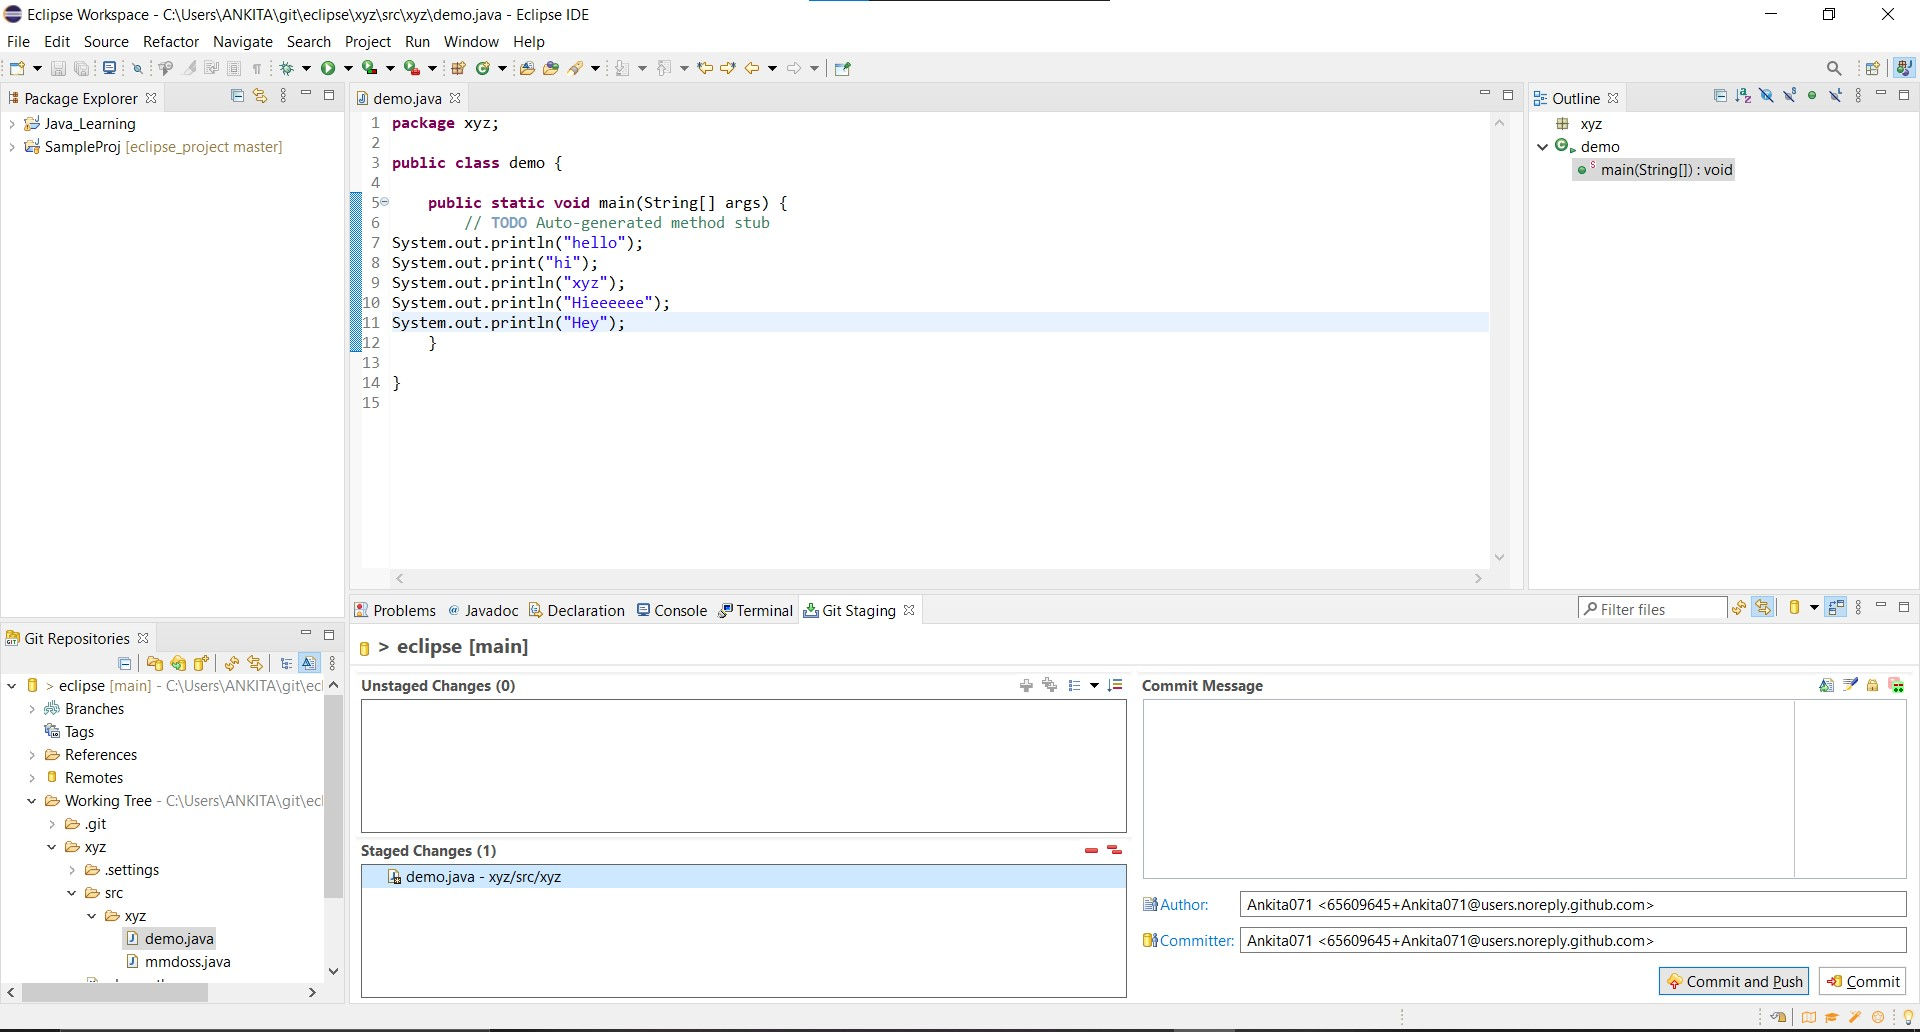 Eclipse Workspace - C:\Users\ANKITA\git\eclipse\xyz\src\xyz\demo.java - Eclipse IDE
File Edit Source Refactor Navigate Search Project Run Window Help
Package Explorer
Java_Learning
SampleProj [eclipse_project master]
demo.java
1 package xyz;
2
3 public class demo {
4
5 public static void main(String[] args) {
6 // TODO Auto-generated method stub
7 System.out.println("hello");
8 System.out.print("hi");
9 System.out.println("xyz");
10 System.out.println("Hieeeeee");
11 System.out.println("Hey");
12 }
13
14 }
15
Outline
xyz
demo
main(String[]) : void
Git Repositories
> eclipse [main] - C:\Users\ANKITA\git\ecl
Branches
Tags
References
Remotes
Working Tree - C:\Users\ANKITA\git\ecl
.git
xyz
.settings
src
xyz
demo.java
mmdoss.java
Problems @ Javadoc Declaration Console Terminal Git Staging
Filter files
> eclipse [main]
Unstaged Changes (0)
Staged Changes (1)
demo.java - xyz/src/xyz
Commit Message
Author: Ankita071 <65609645+Ankita071@users.noreply.github.com>
Committer: Ankita071 <65609645+Ankita071@users.noreply.github.com>
Commit and Push Commit